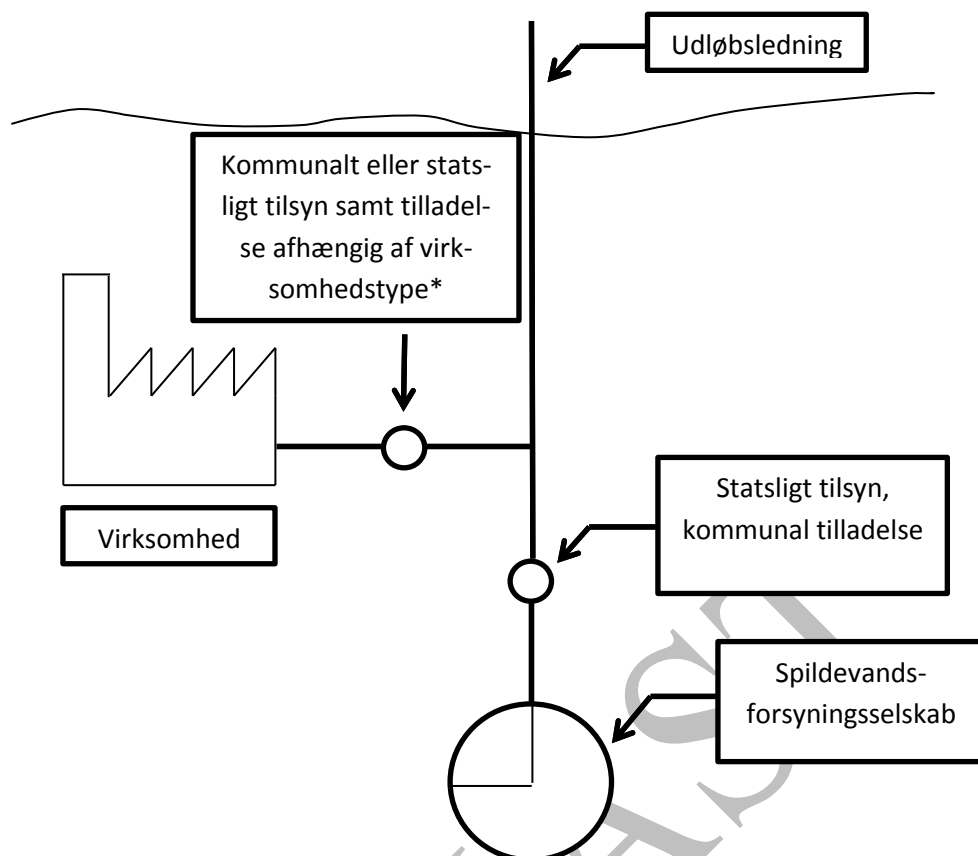 Udløbsledning
Kommunalt eller stats-
ligt tilsyn samt tilladel-
se afhængig af virk-
somhedstype*
Virksomhed
Statsligt tilsyn,
kommunal tilladelse
Spildevands-
forsyningsselskab